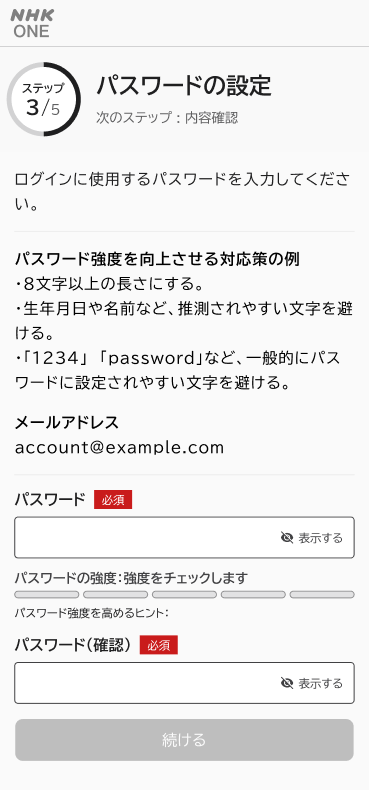 NHK
ONE
ステップ
3/5
パスワードの設定
次のステップ：内容確認
ログインに使用するパスワードを入力してくださ
い。
パスワード強度を向上させる対応策の例
・8文字以上の長さにする。
・生年月日や名前など、推測されやすい文字を避
ける。
・「1234」「password」など、一般的にパス
ワードに設定されやすい文字を避ける。
メールアドレス
account@example.com
パスワード 必須
表示する
パスワードの強度：強度をチェックします
パスワード強度を高めるヒント：
パスワード（確認） 必須
表示する
続ける